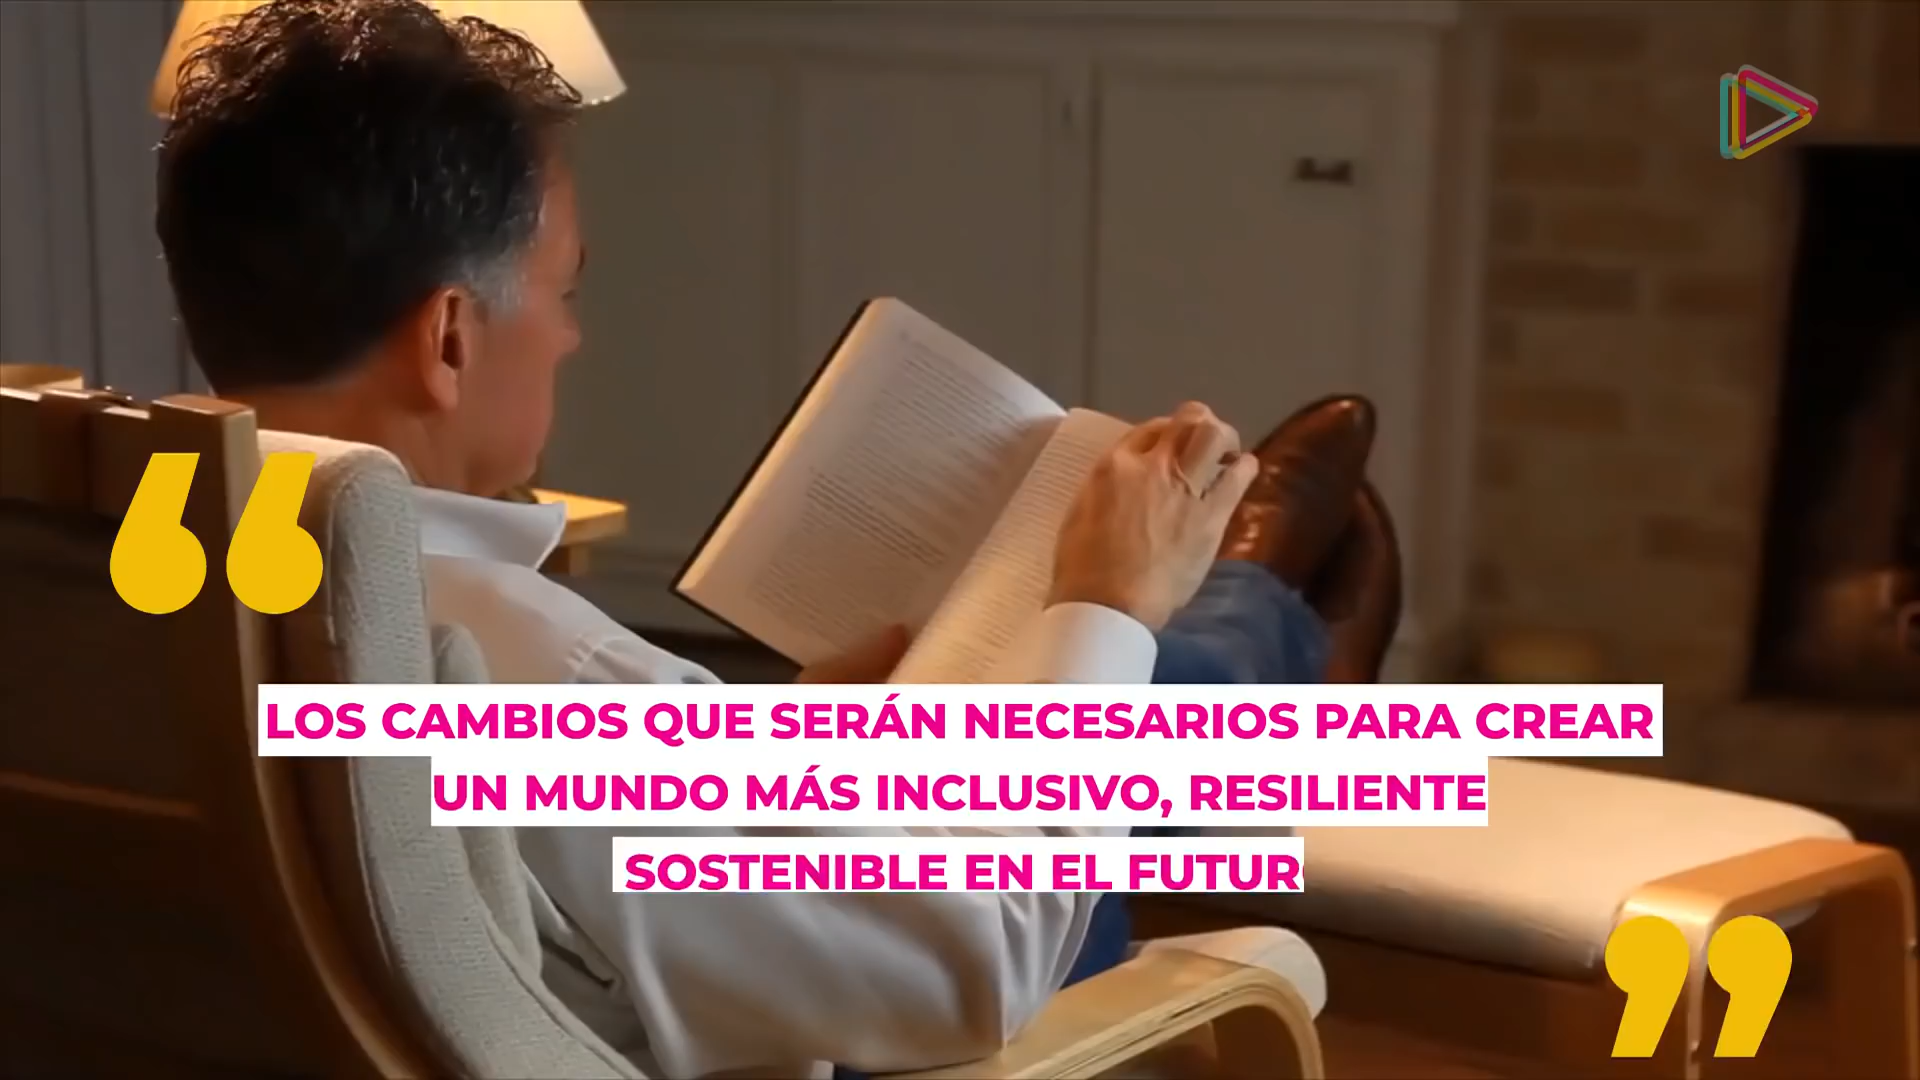 LOS CAMBIOS QUE SERÁN NECESARIOS PARA CREAR
UN MUNDO MÁS INCLUSIVO, RESILIENTE
SOSTENIBLE EN EL FUTUR